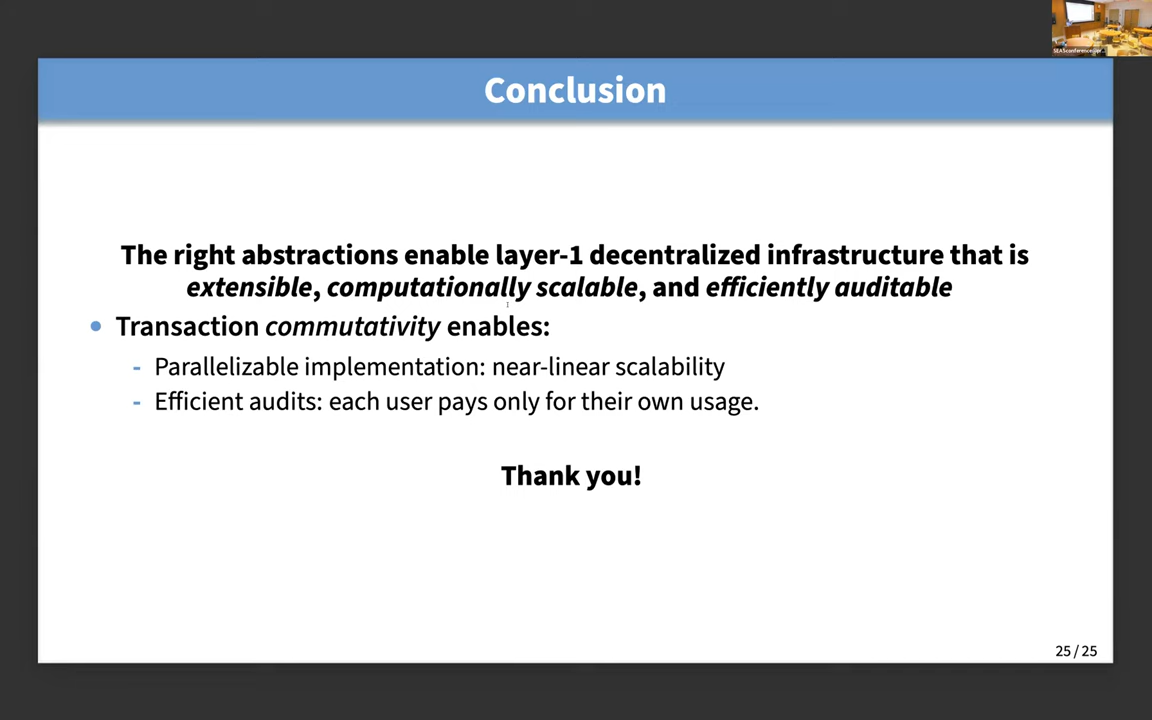 SEASconference@pr...
Conclusion
The right abstractions enable layer-1 decentralized infrastructure that is
extensible, computationally scalable, and efficiently auditable
• Transaction commutativity enables:
- Parallelizable implementation: near-linear scalability
- Efficient audits: each user pays only for their own usage.
Thank you!
25 / 25